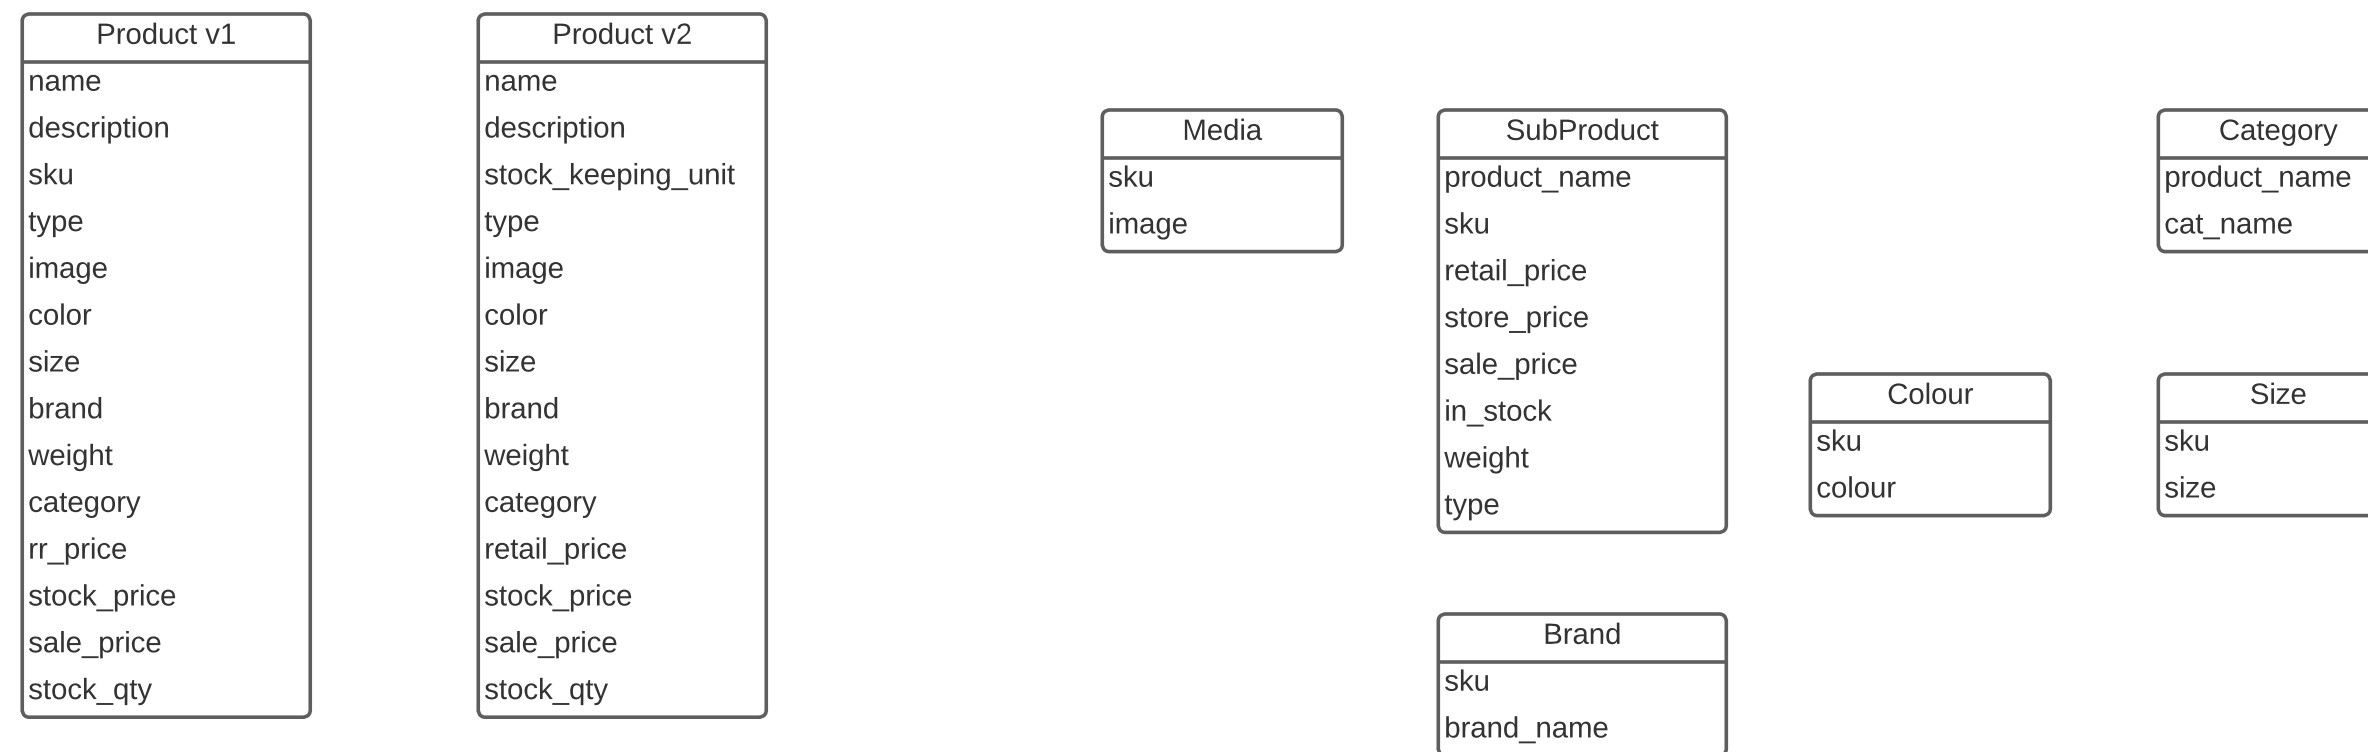 Product v1
name
description
sku
type
image
color
size
brand
weight
category
rr_price
stock_price
sale_price
stock_qty
Product v2
name
description
stock_keeping_unit
type
image
color
size
brand
weight
category
retail_price
stock_price
sale_price
stock_qty
Media
sku
image
SubProduct
product_name
sku
retail_price
store_price
sale_price
in_stock
weight
type
Brand
sku
brand_name
Colour
sku
colour
Category
product_name
cat_name
Size
sku
size